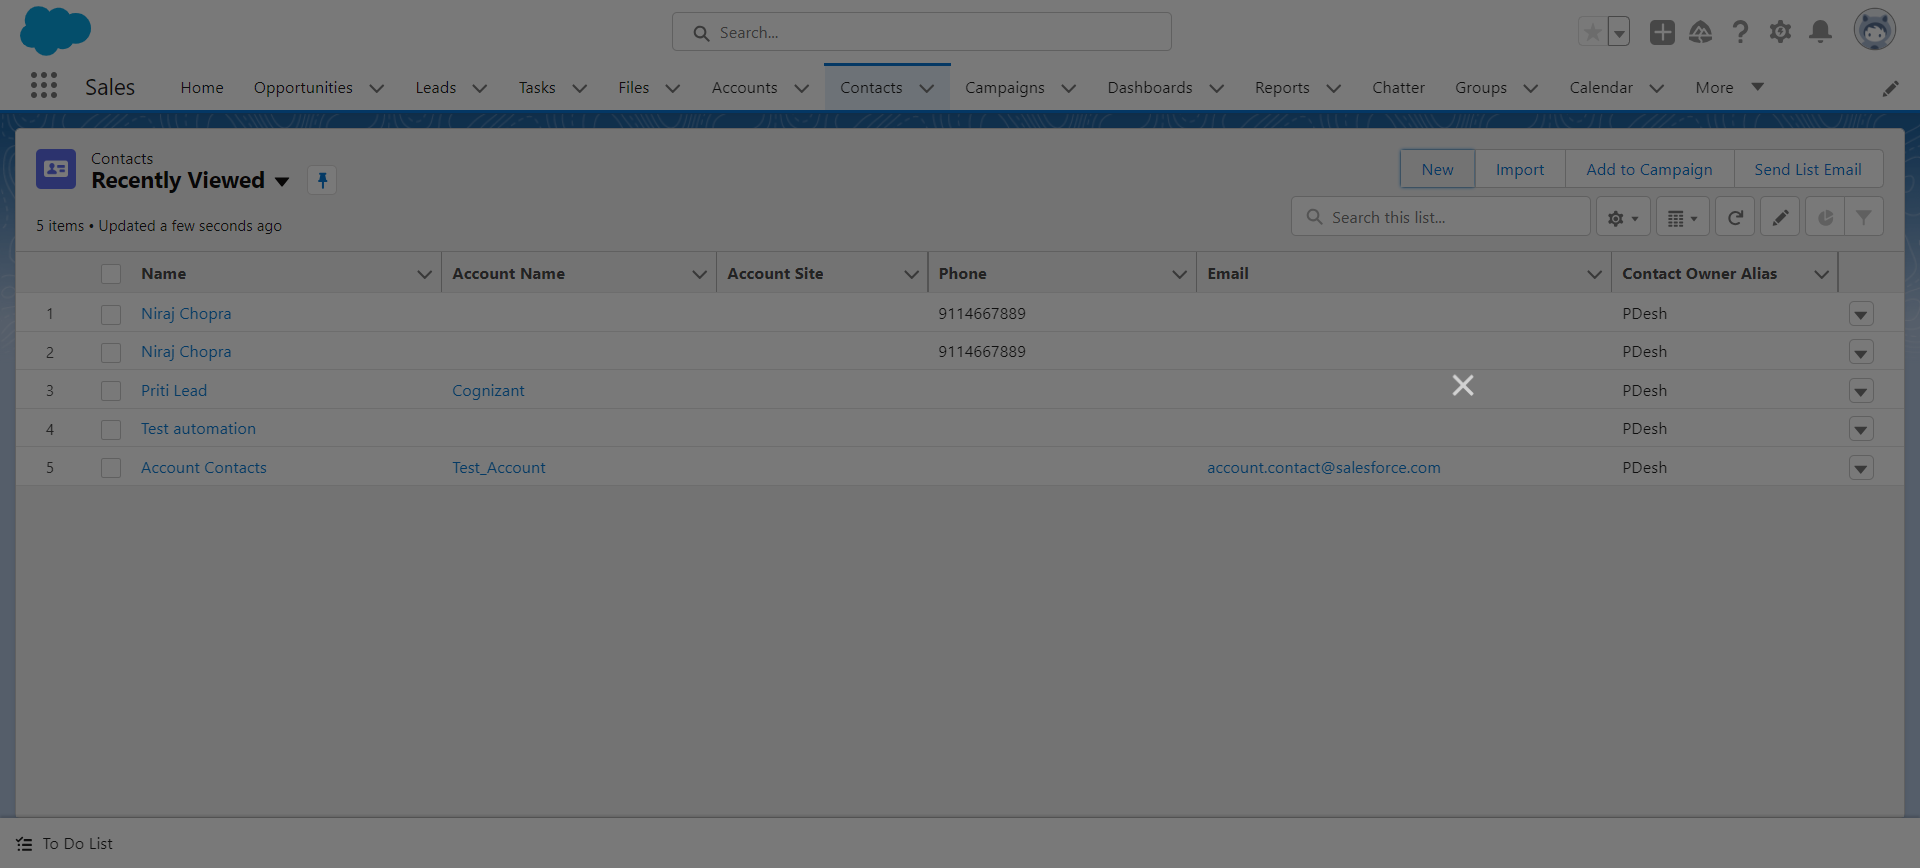 Search...
Sales
Home
Opportunities
Leads
Tasks
Files
Accounts
Contacts
Campaigns
Dashboards
Reports
Chatter
Groups
Calendar
More
Contacts
Recently Viewed
New
Import
Add to Campaign
Send List Email
5 items • Updated a few seconds ago
Search this list...
Name Account Name Account Site Phone Email Contact Owner Alias
1 Niraj Chopra 9114667889 PDesh
2 Niraj Chopra 9114667889 PDesh
3 Priti Lead Cognizant PDesh
4 Test automation PDesh
5 Account Contacts Test_Account account.contact@salesforce.com PDesh
To Do List